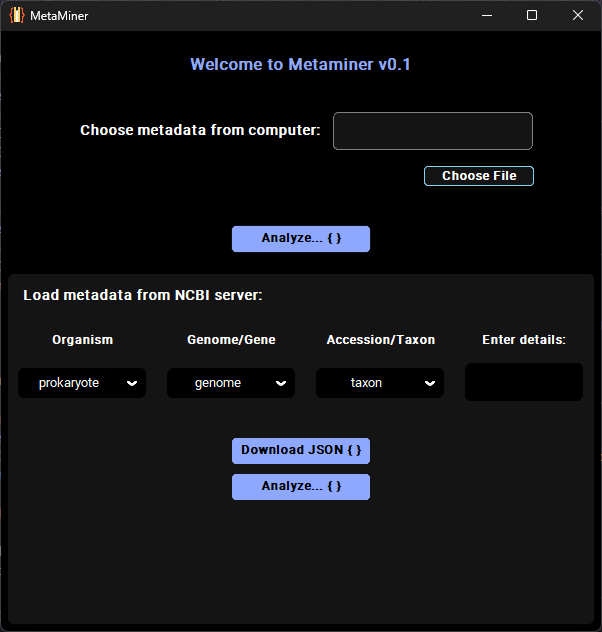 MetaMiner
Welcome to Metaminer v0.1
Choose metadata from computer:
Choose File
Analyze... { }
Load metadata from NCBI server:
Organism Genome/Gene Accession/Taxon Enter details:
prokaryote genome taxon
Download JSON { }
Analyze... { }